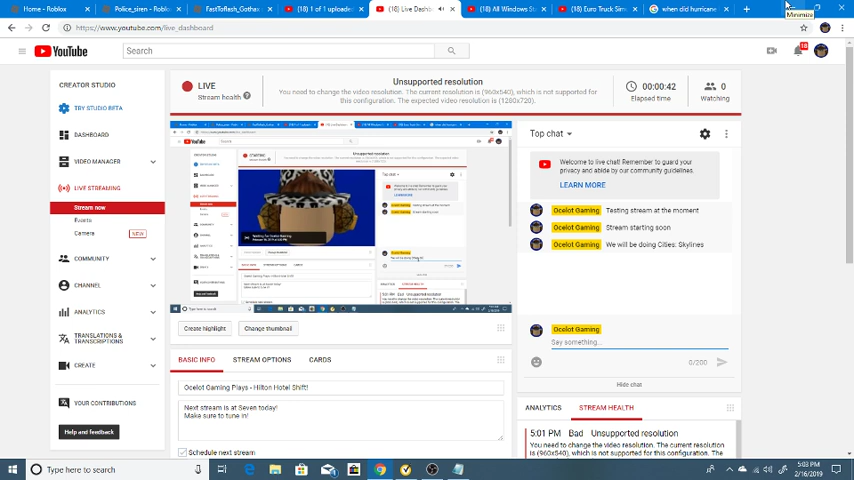 Home - Roblox
Police_siren - Roblox
FastToflash_Gothax
(18) 1 of 1 uploaded
(18) Live Dashb
(18) All Windows St
(18) Euro Truck Sim
when did hurricane
Minimize
https://www.youtube.com/live_dashboard
YouTube
Search
18
CREATOR STUDIO
TRY STUDIO BETA
DASHBOARD
VIDEO MANAGER
LIVE STREAMING
Stream now
Events
Camera
NEW
COMMUNITY
CHANNEL
ANALYTICS
TRANSLATIONS & TRANSCRIPTIONS
CREATE
YOUR CONTRIBUTIONS
Help and feedback
LIVE
Stream health
Unsupported resolution
You need to change the video resolution. The current resolution is (960x540), which is not supported for this configuration. The expected video resolution is (1280x720).
00:00:42
Elapsed time
0
Watching
Create highlight
Change thumbnail
BASIC INFO
STREAM OPTIONS
CARDS
Ocelot Gaming Plays - Hilton Hotel Shift!
Next stream is at Seven today!
Make sure to tune in!
Schedule next stream
Top chat
Welcome to live chat! Remember to guard your privacy and abide by our community guidelines.
LEARN MORE
Ocelot Gaming Testing stream at the moment
Ocelot Gaming Stream starting soon
Ocelot Gaming We will be doing Cities: Skylines
Ocelot Gaming
Say something...
0/200
Hide chat
ANALYTICS
STREAM HEALTH
5:01 PM Bad Unsupported resolution
You need to change the video resolution. The current resolution is (960x540), which is not supported for this
configuration. The expected video resolution is (1280x720).
Type here to search
5:03 PM
2/16/2019